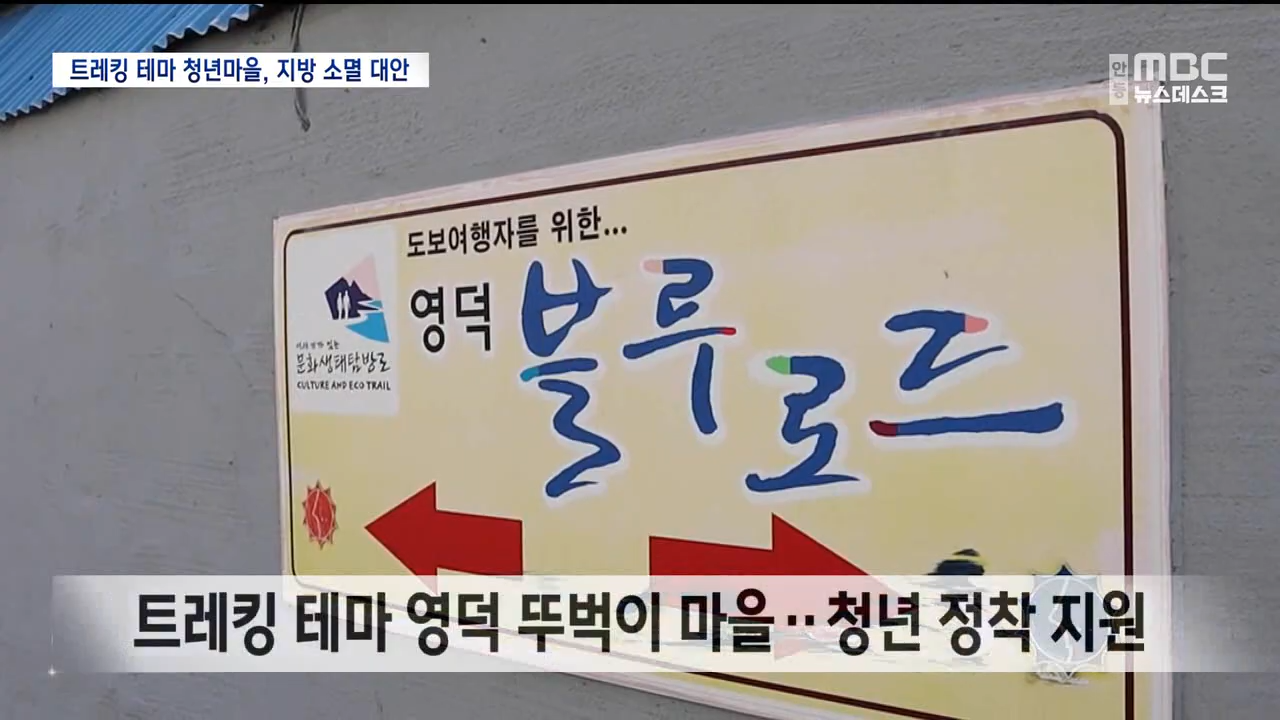 트레킹 테마 청년마을, 지방 소멸 대안
안동 MBC
뉴스데스크
도보여행자를 위한...
영덕 블루로드
문화생태탐방로
CULTURE AND ECO TRAIL
트레킹 테마 영덕 뚜벅이 마을‥청년 정착 지원